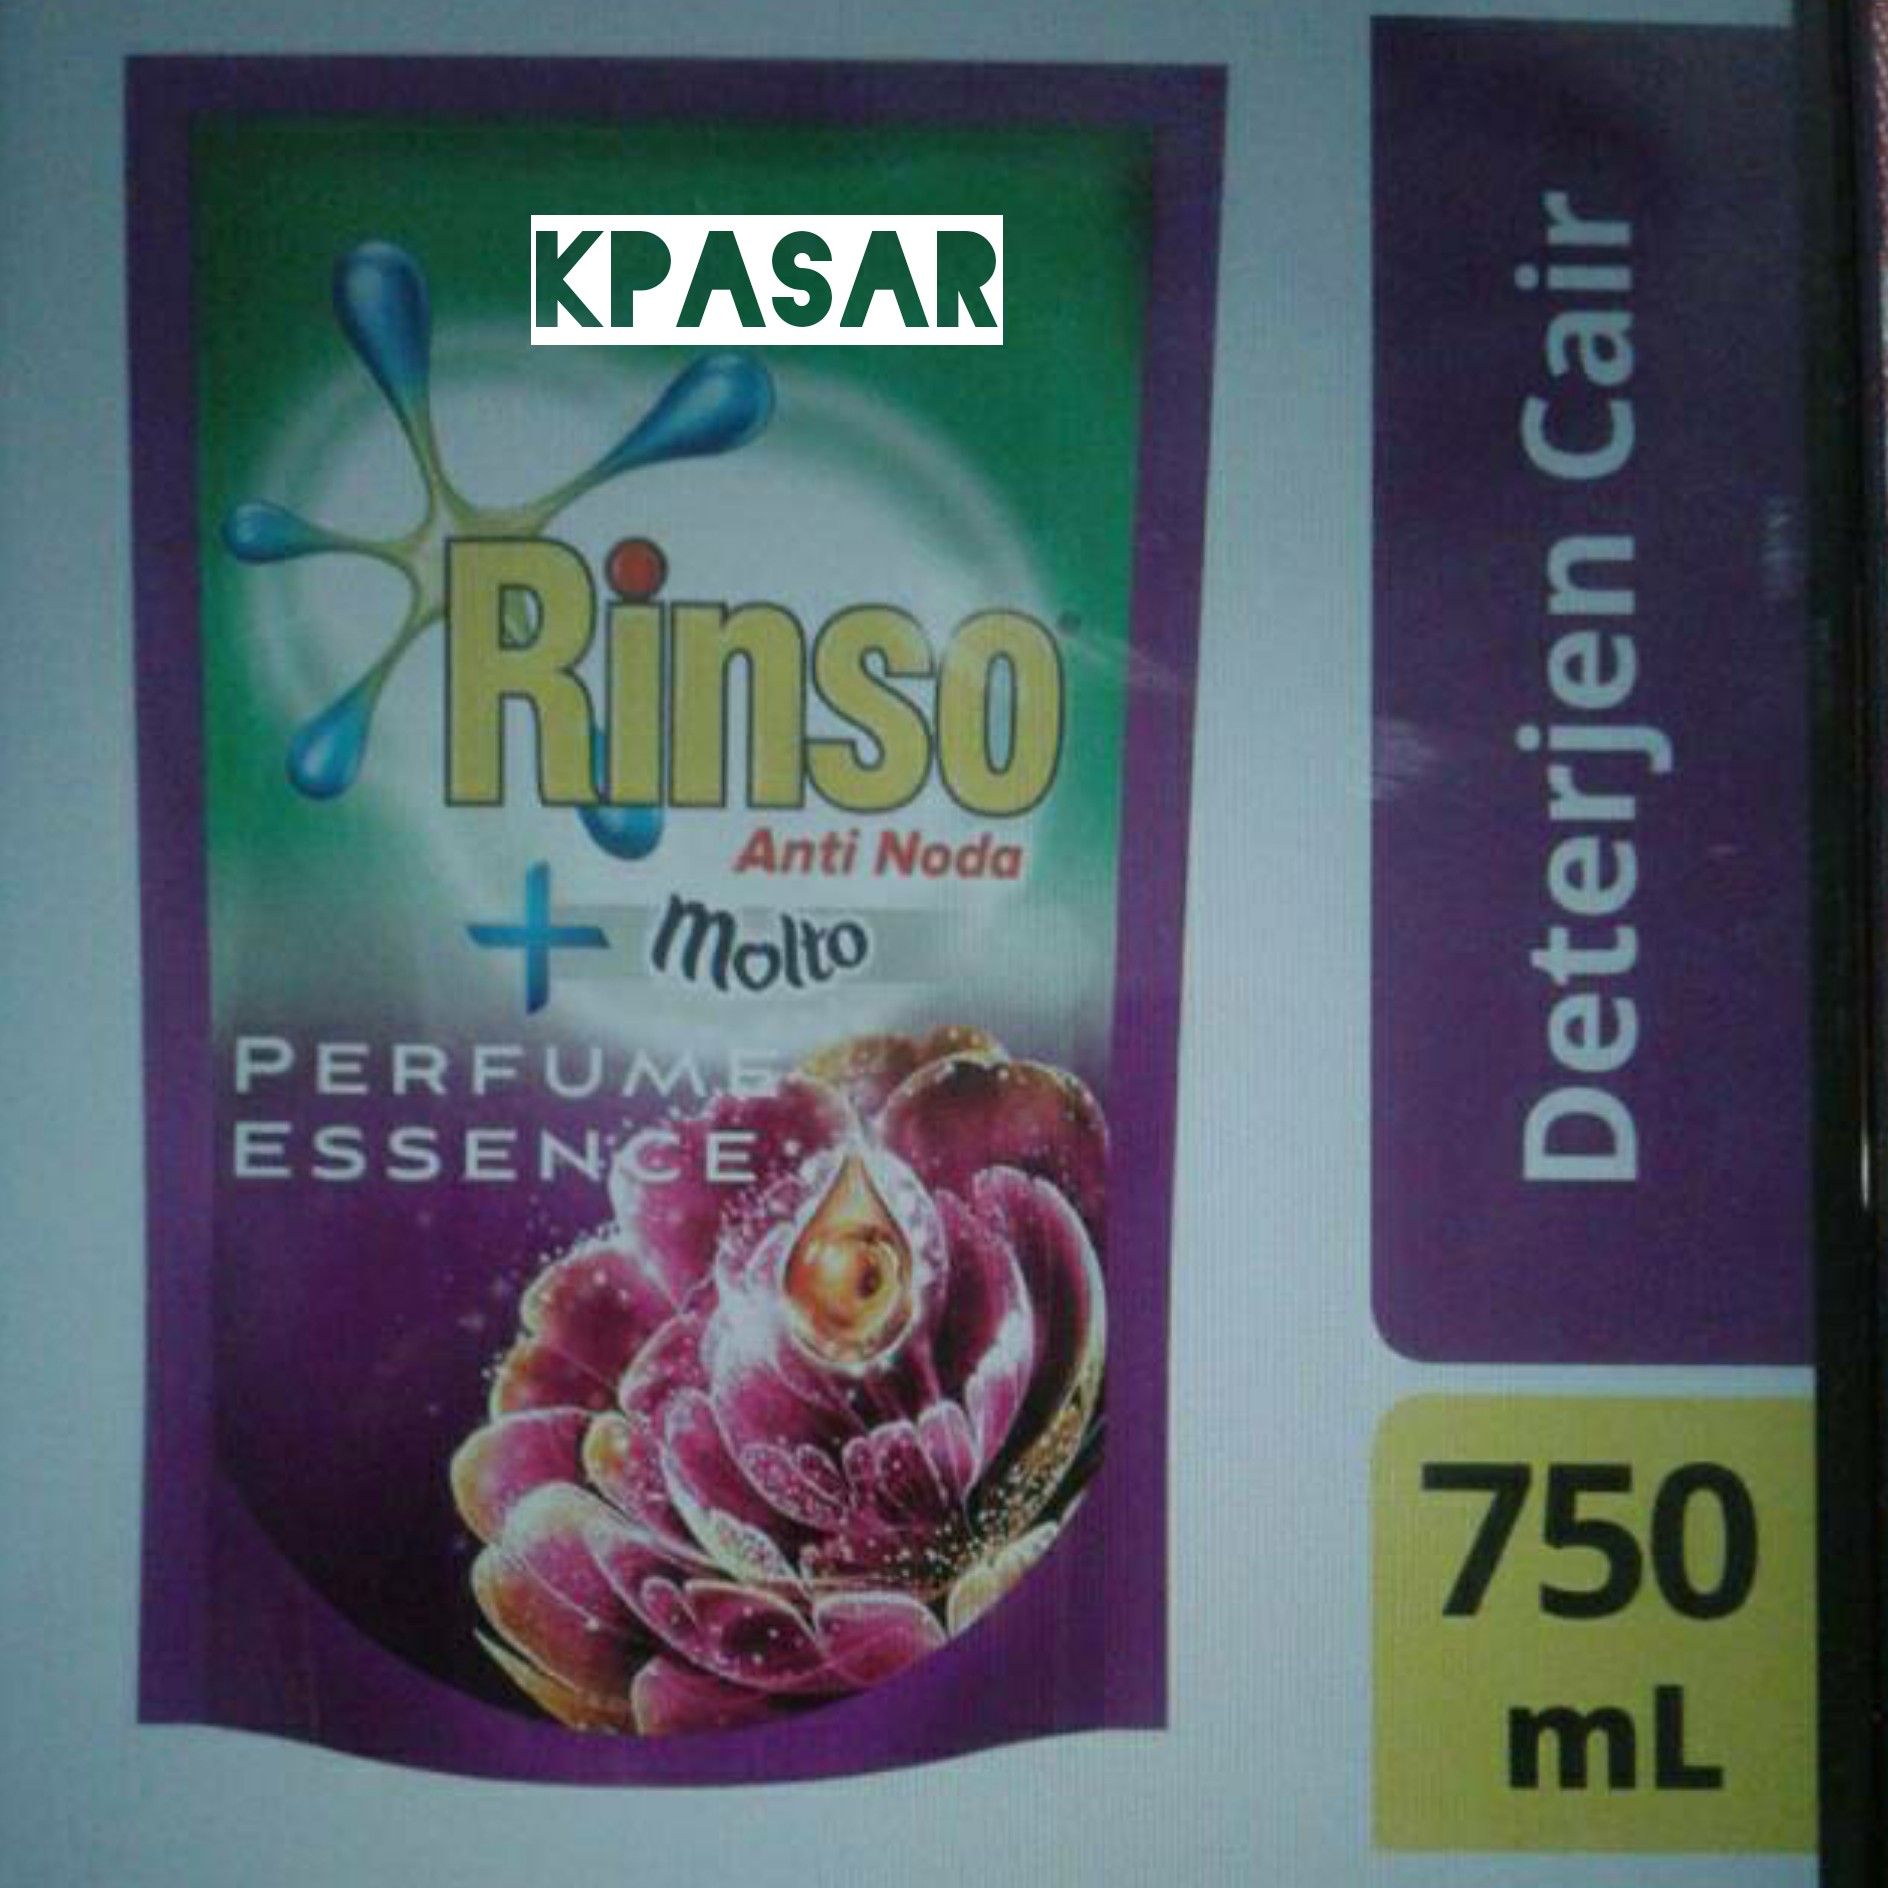 KPASAR
Rinso
Anti Noda
+ Molto
PERFUME
ESSENCE
Deterjen Cair
750
mL